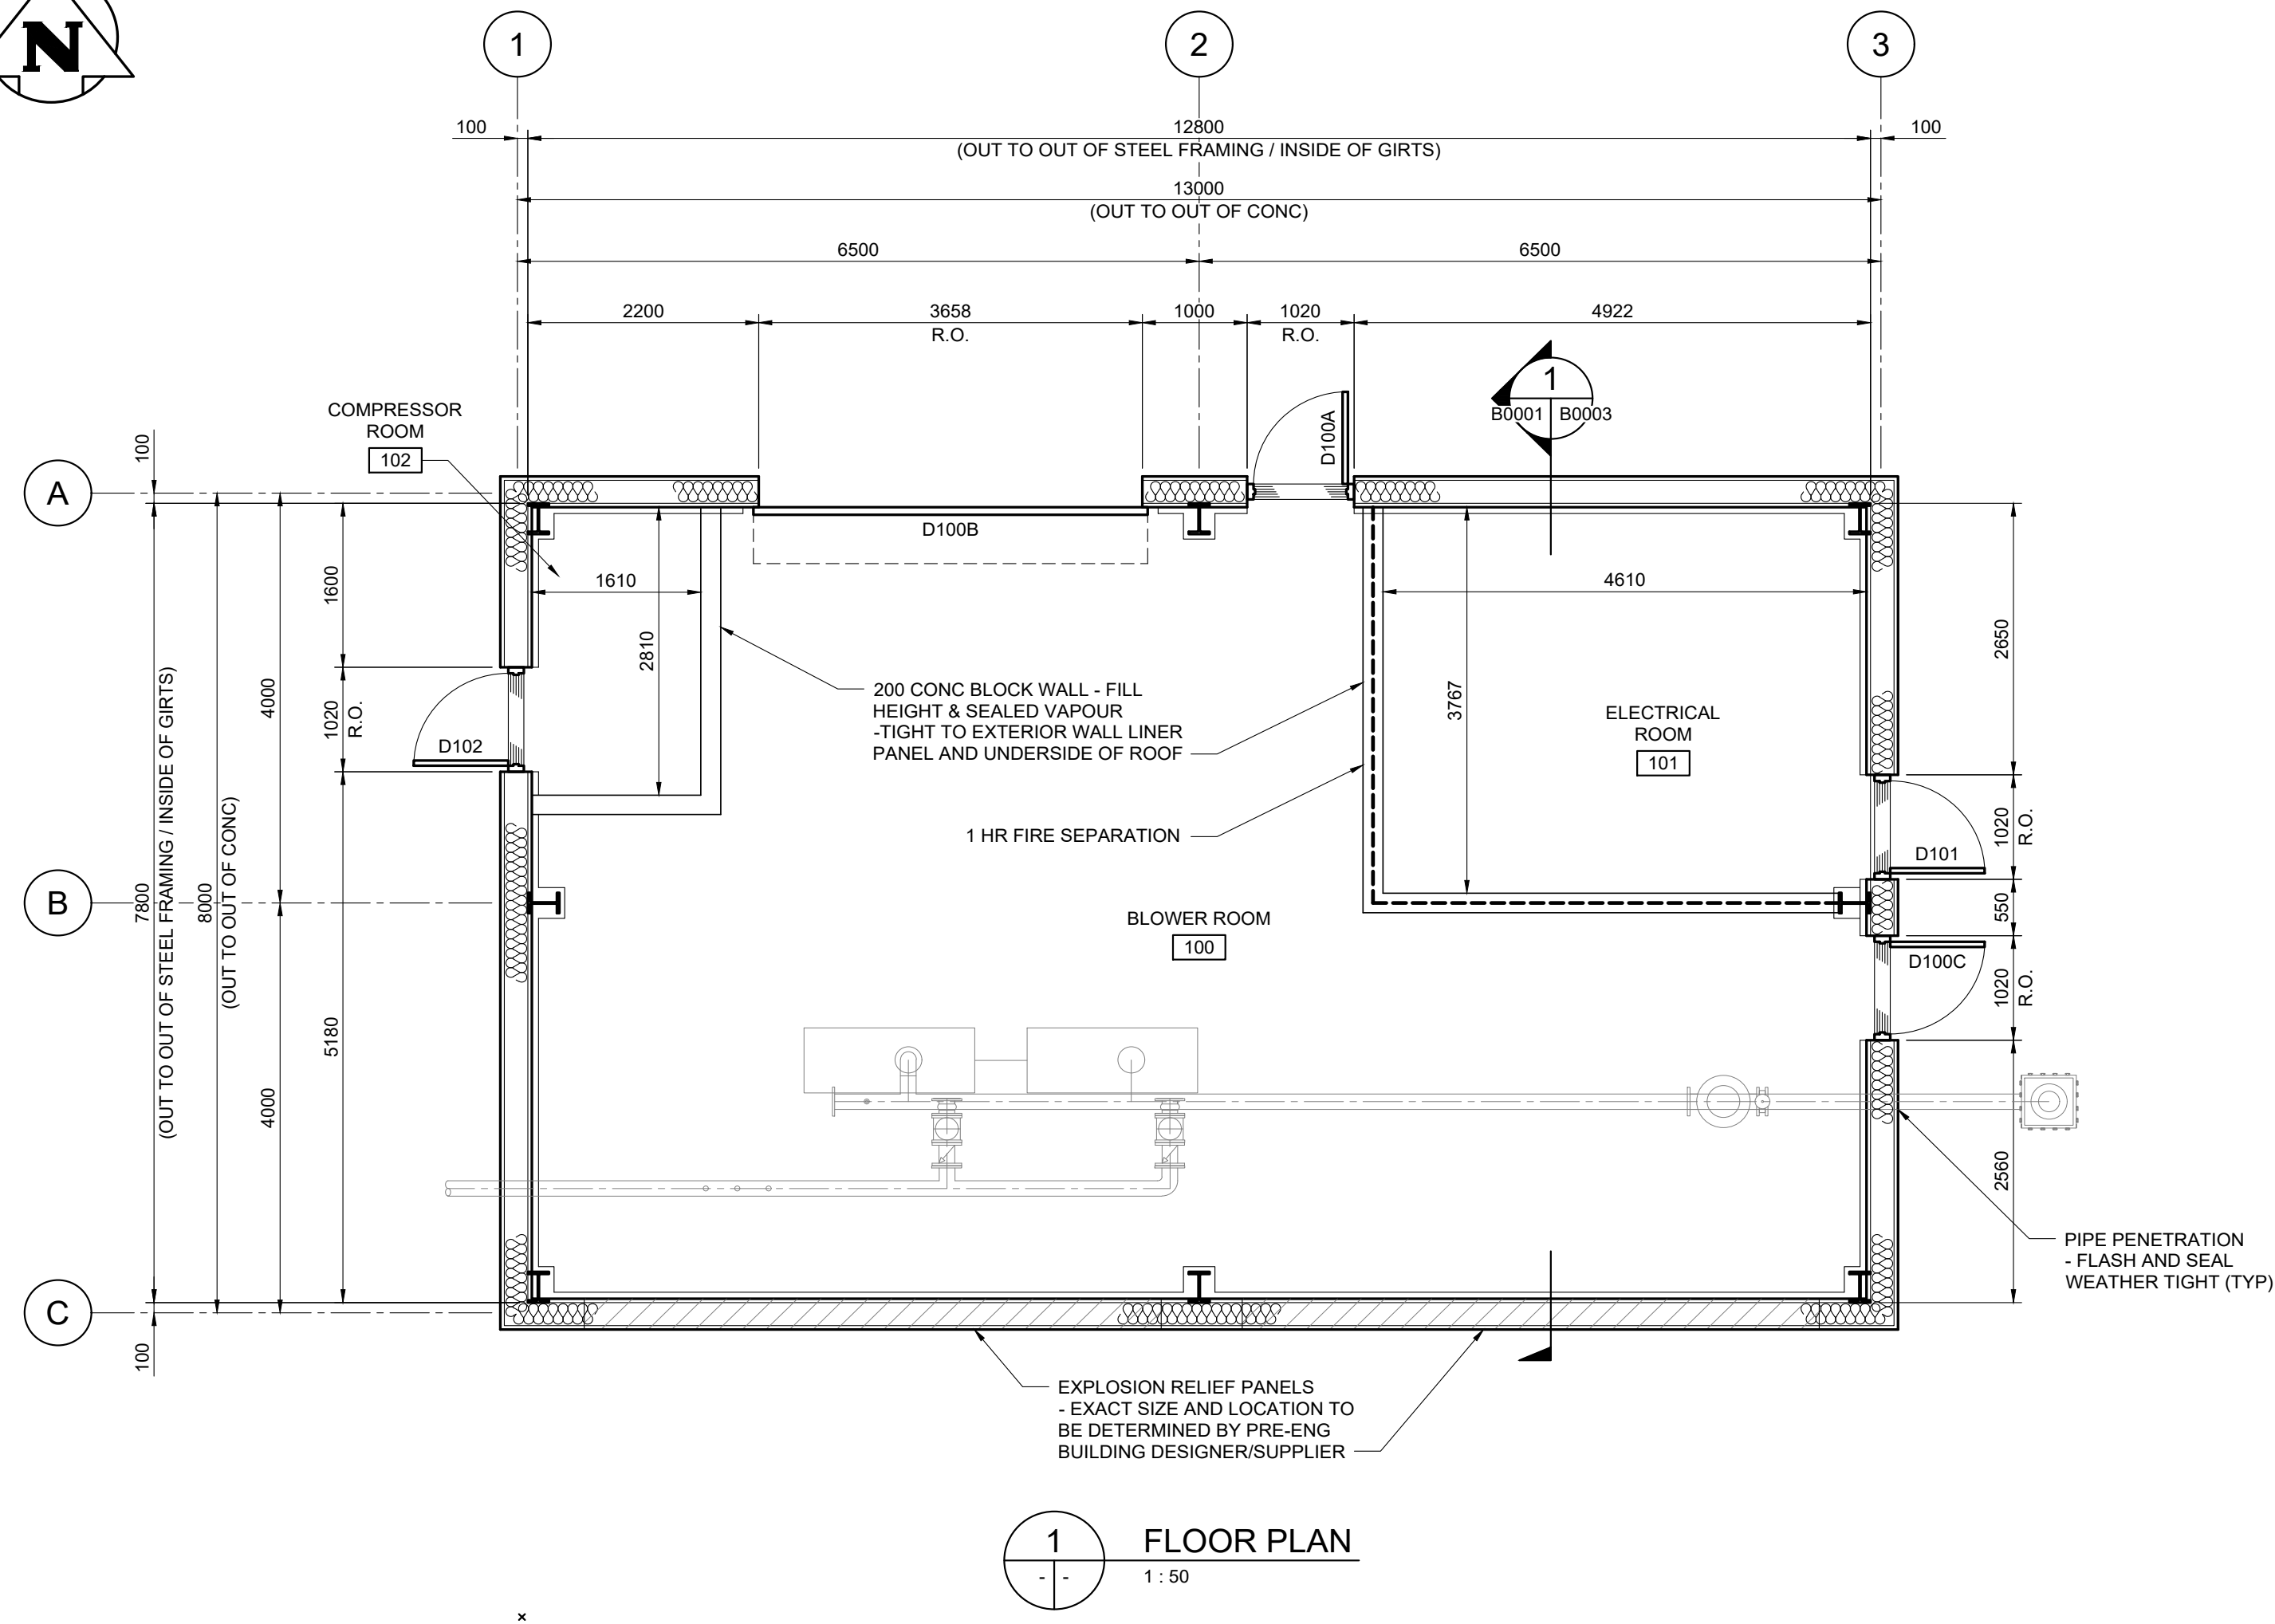 N
1
2
3
100
12800
100
(OUT TO OUT OF STEEL FRAMING / INSIDE OF GIRTS)
13000
(OUT TO OUT OF CONC)
6500
6500
2200
3658
R.O.
1000
1020
R.O.
4922
1
B0001
B0003
COMPRESSOR
ROOM
102
D100A
A
100
D100B
1600
1610
4610
2650
2810
4000
3767
200 CONC BLOCK WALL - FILL
HEIGHT & SEALED VAPOUR
-TIGHT TO EXTERIOR WALL LINER
PANEL AND UNDERSIDE OF ROOF
ELECTRICAL
ROOM
101
1020
R.O.
D102
1 HR FIRE SEPARATION
1020
R.O.
D101
B
7800
(OUT TO OUT OF STEEL FRAMING / INSIDE OF GIRTS)
8000
(OUT TO OUT OF CONC)
550
BLOWER ROOM
100
D100C
1020
R.O.
5180
4000
2560
PIPE PENETRATION
- FLASH AND SEAL
WEATHER TIGHT (TYP)
C
100
EXPLOSION RELIEF PANELS
- EXACT SIZE AND LOCATION TO
BE DETERMINED BY PRE-ENG
BUILDING DESIGNER/SUPPLIER
1
- -
FLOOR PLAN
1 : 50